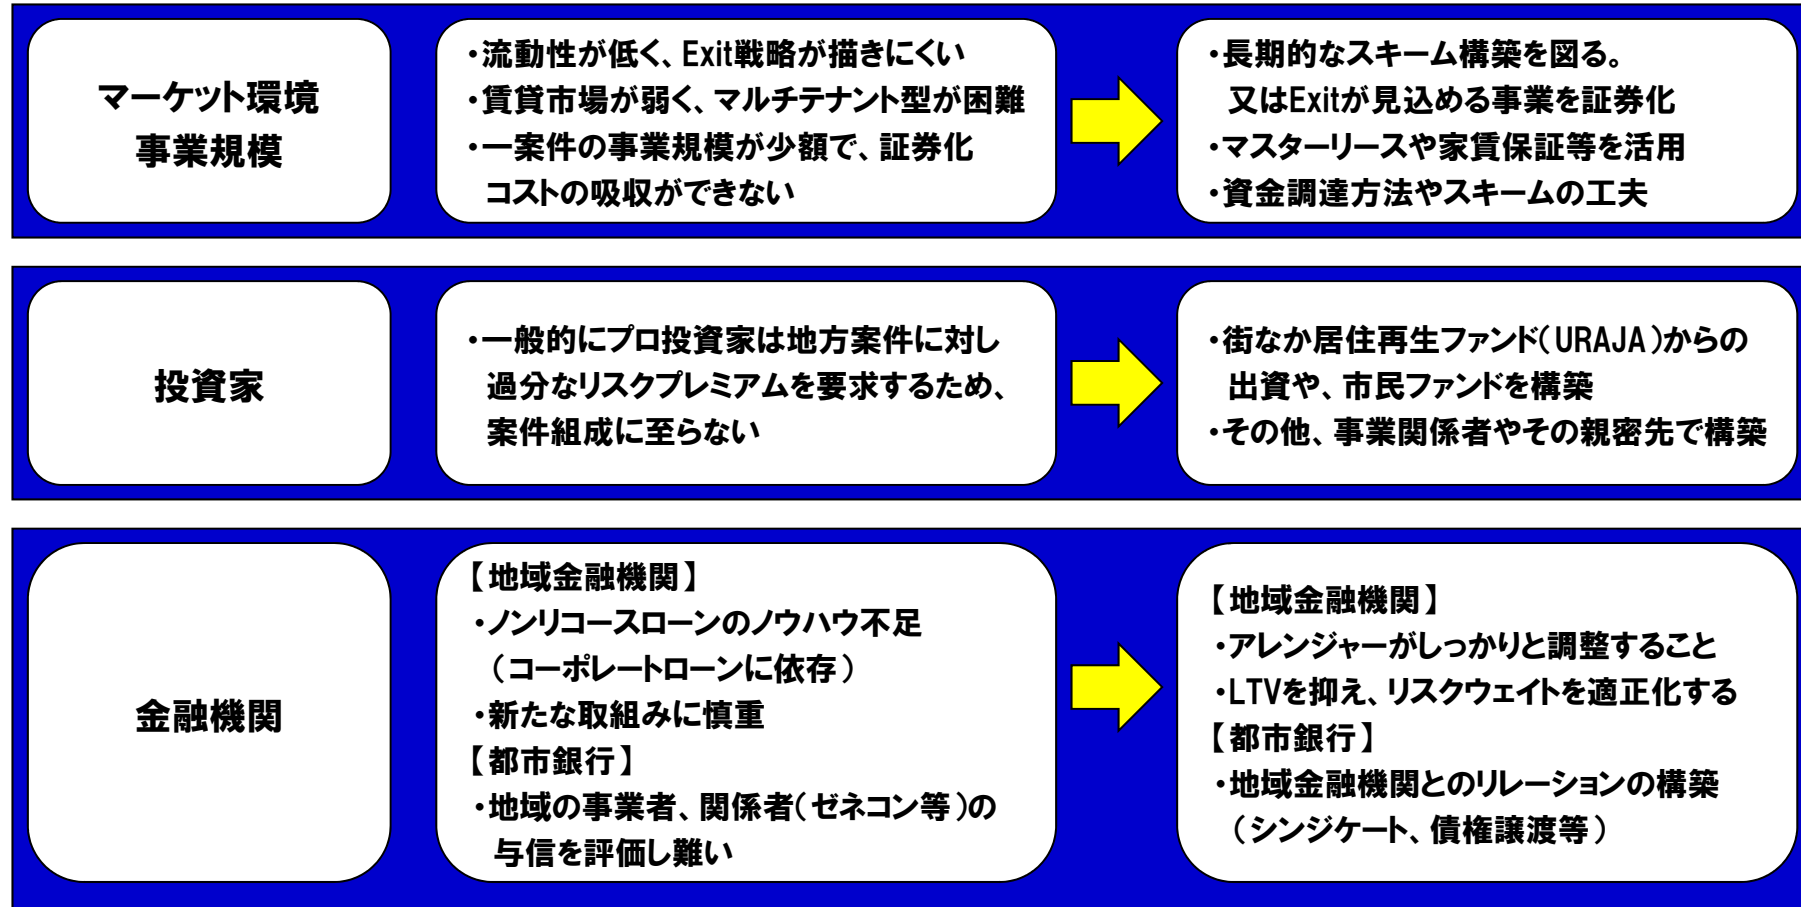 マーケット環境
事業規模
・流動性が低く、Exit戦略が描きにくい
・賃貸市場が弱く、マルチテナント型が困難
・一案件の事業規模が少額で、証券化
コストの吸収ができない
・長期的なスキーム構築を図る。
又はExitが見込める事業を証券化
・マスターリースや家賃保証等を活用
・資金調達方法やスキームの工夫
投資家
・一般的にプロ投資家は地方案件に対し
過分なリスクプレミアムを要求するため、
案件組成に至らない
・街なか居住再生ファンド(URAJA)からの
出資や、市民ファンドを構築
・その他、事業関係者やその親密先で構築
金融機関
【地域金融機関】
・ノンリコースローンのノウハウ不足
(コーポレートローンに依存)
・新たな取組みに慎重
【都市銀行】
・地域の事業者、関係者(ゼネコン等)の
与信を評価し難い
【地域金融機関】
・アレンジャーがしっかりと調整すること
・LTVを抑え、リスクウェイトを適正化する
【都市銀行】
・地域金融機関とのリレーションの構築
(シンジケート、債権譲渡等)